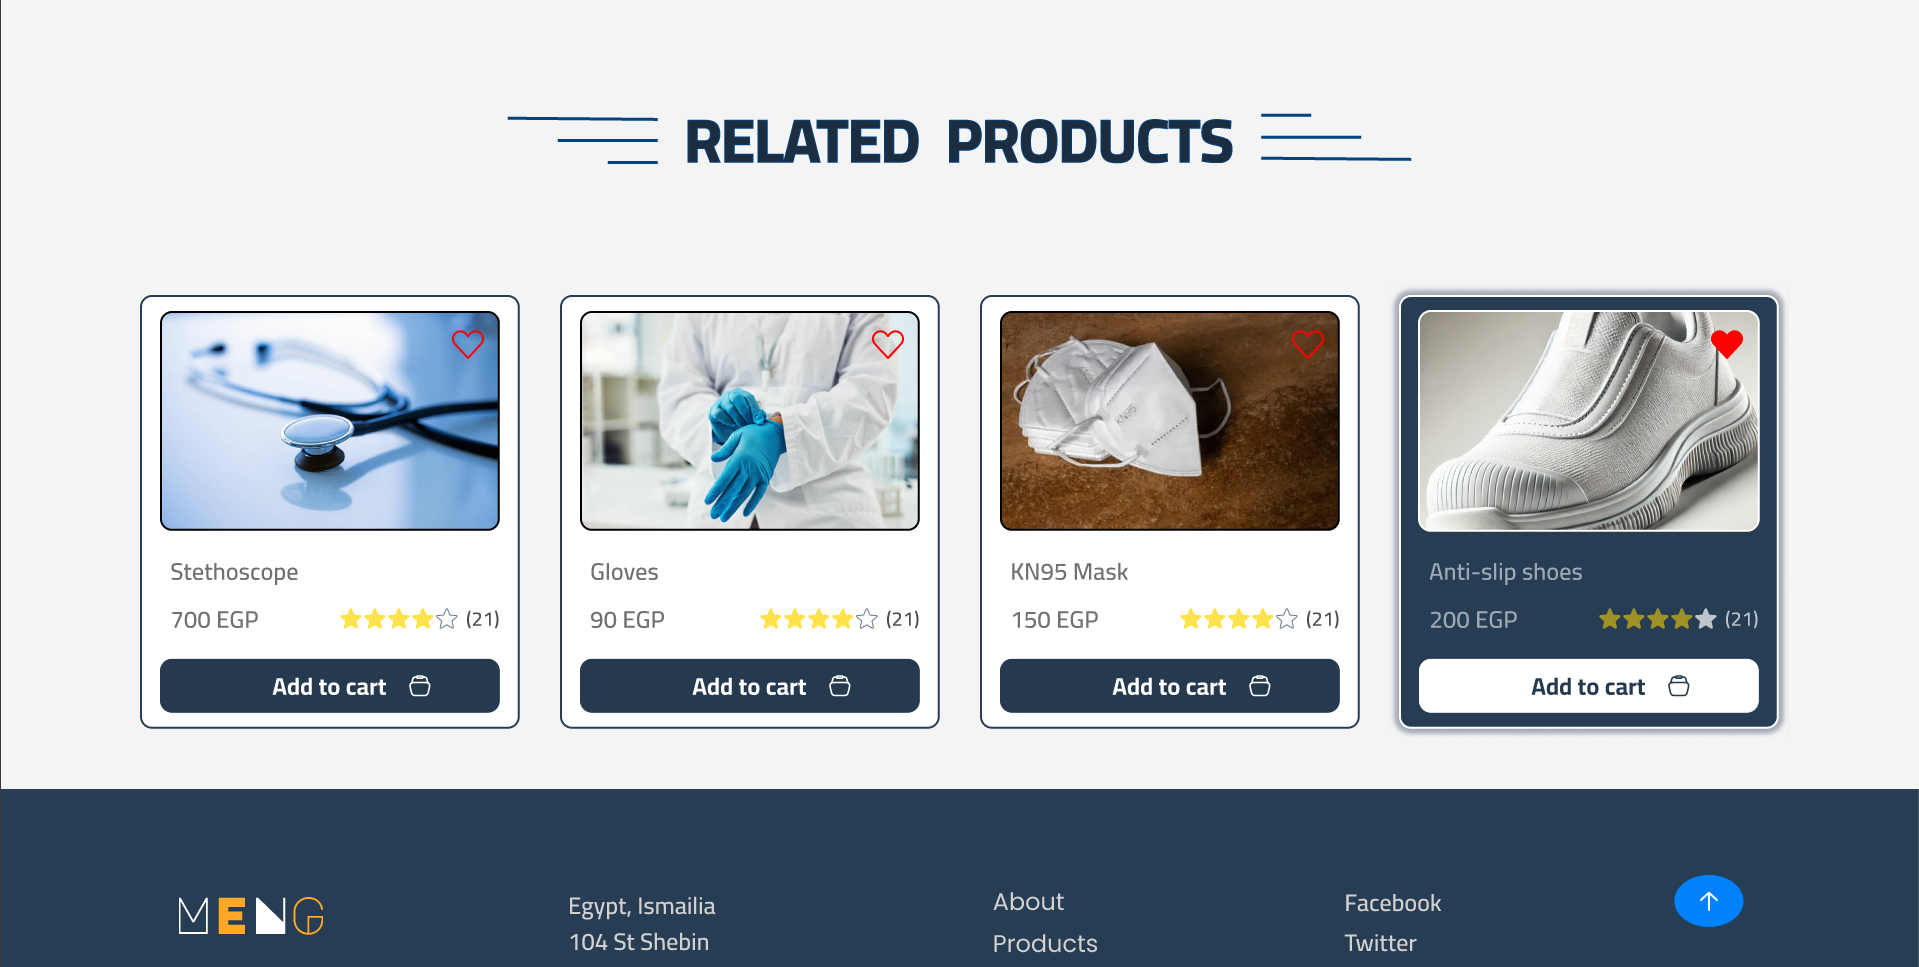 RELATED PRODUCTS
KN95
Stethoscope
700 EGP (21)
Add to cart
Gloves
90 EGP (21)
Add to cart
KN95 Mask
150 EGP (21)
Add to cart
Anti-slip shoes
200 EGP (21)
Add to cart
MENG
Egypt, Ismailia
104 St Shebin
About
Products
Facebook
Twitter